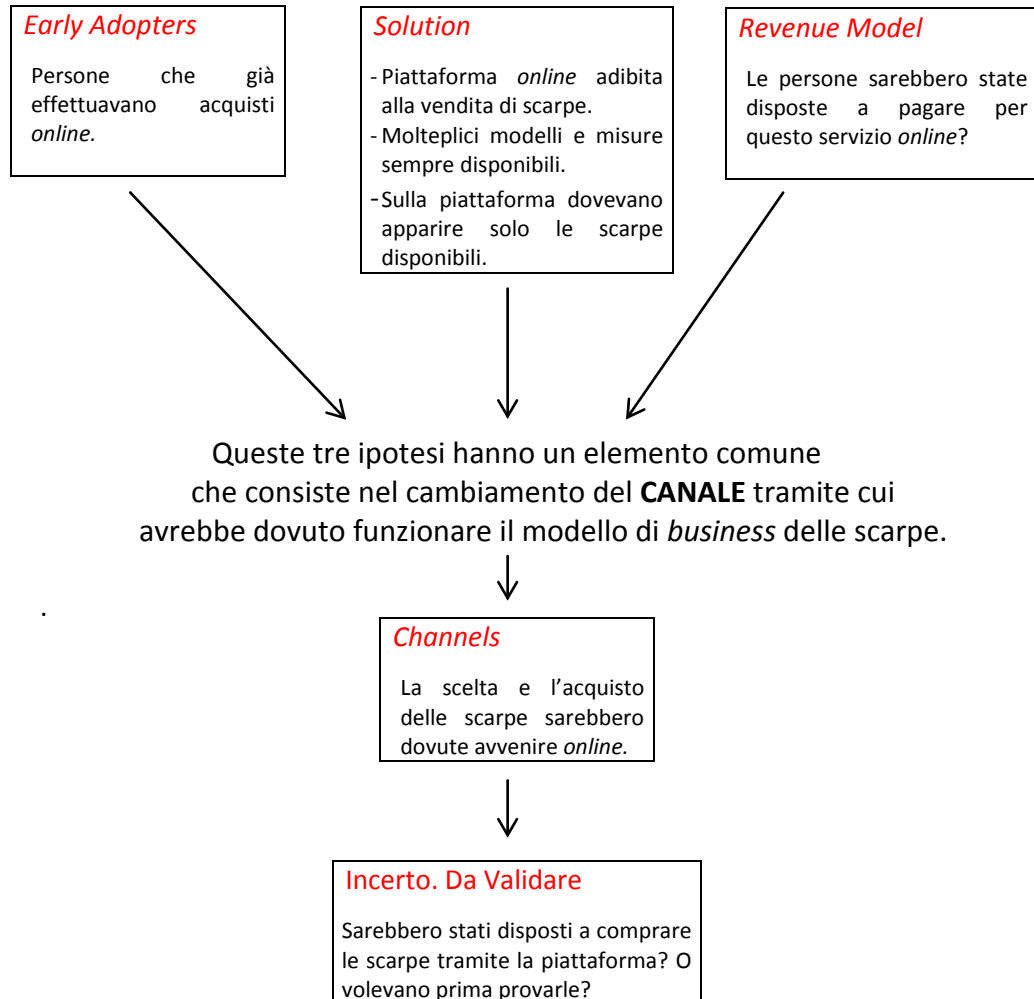 Early Adopters
Persone che già
effettuavano acquisti
online.
Solution
- Piattaforma online adibita
alla vendita di scarpe.
- Molteplici modelli e misure
sempre disponibili.
- Sulla piattaforma dovevano
apparire solo le scarpe
disponibili.
Revenue Model
Le persone sarebbero state
disposte a pagare per
questo servizio online?
Queste tre ipotesi hanno un elemento comune
che consiste nel cambiamento del CANALE tramite cui
avrebbe dovuto funzionare il modello di business delle scarpe.
.
Channels
La scelta e l’acquisto
delle scarpe sarebbero
dovute avvenire online.
Incerto. Da Validare
Sarebbero stati disposti a comprare
le scarpe tramite la piattaforma? O
volevano prima provarle?